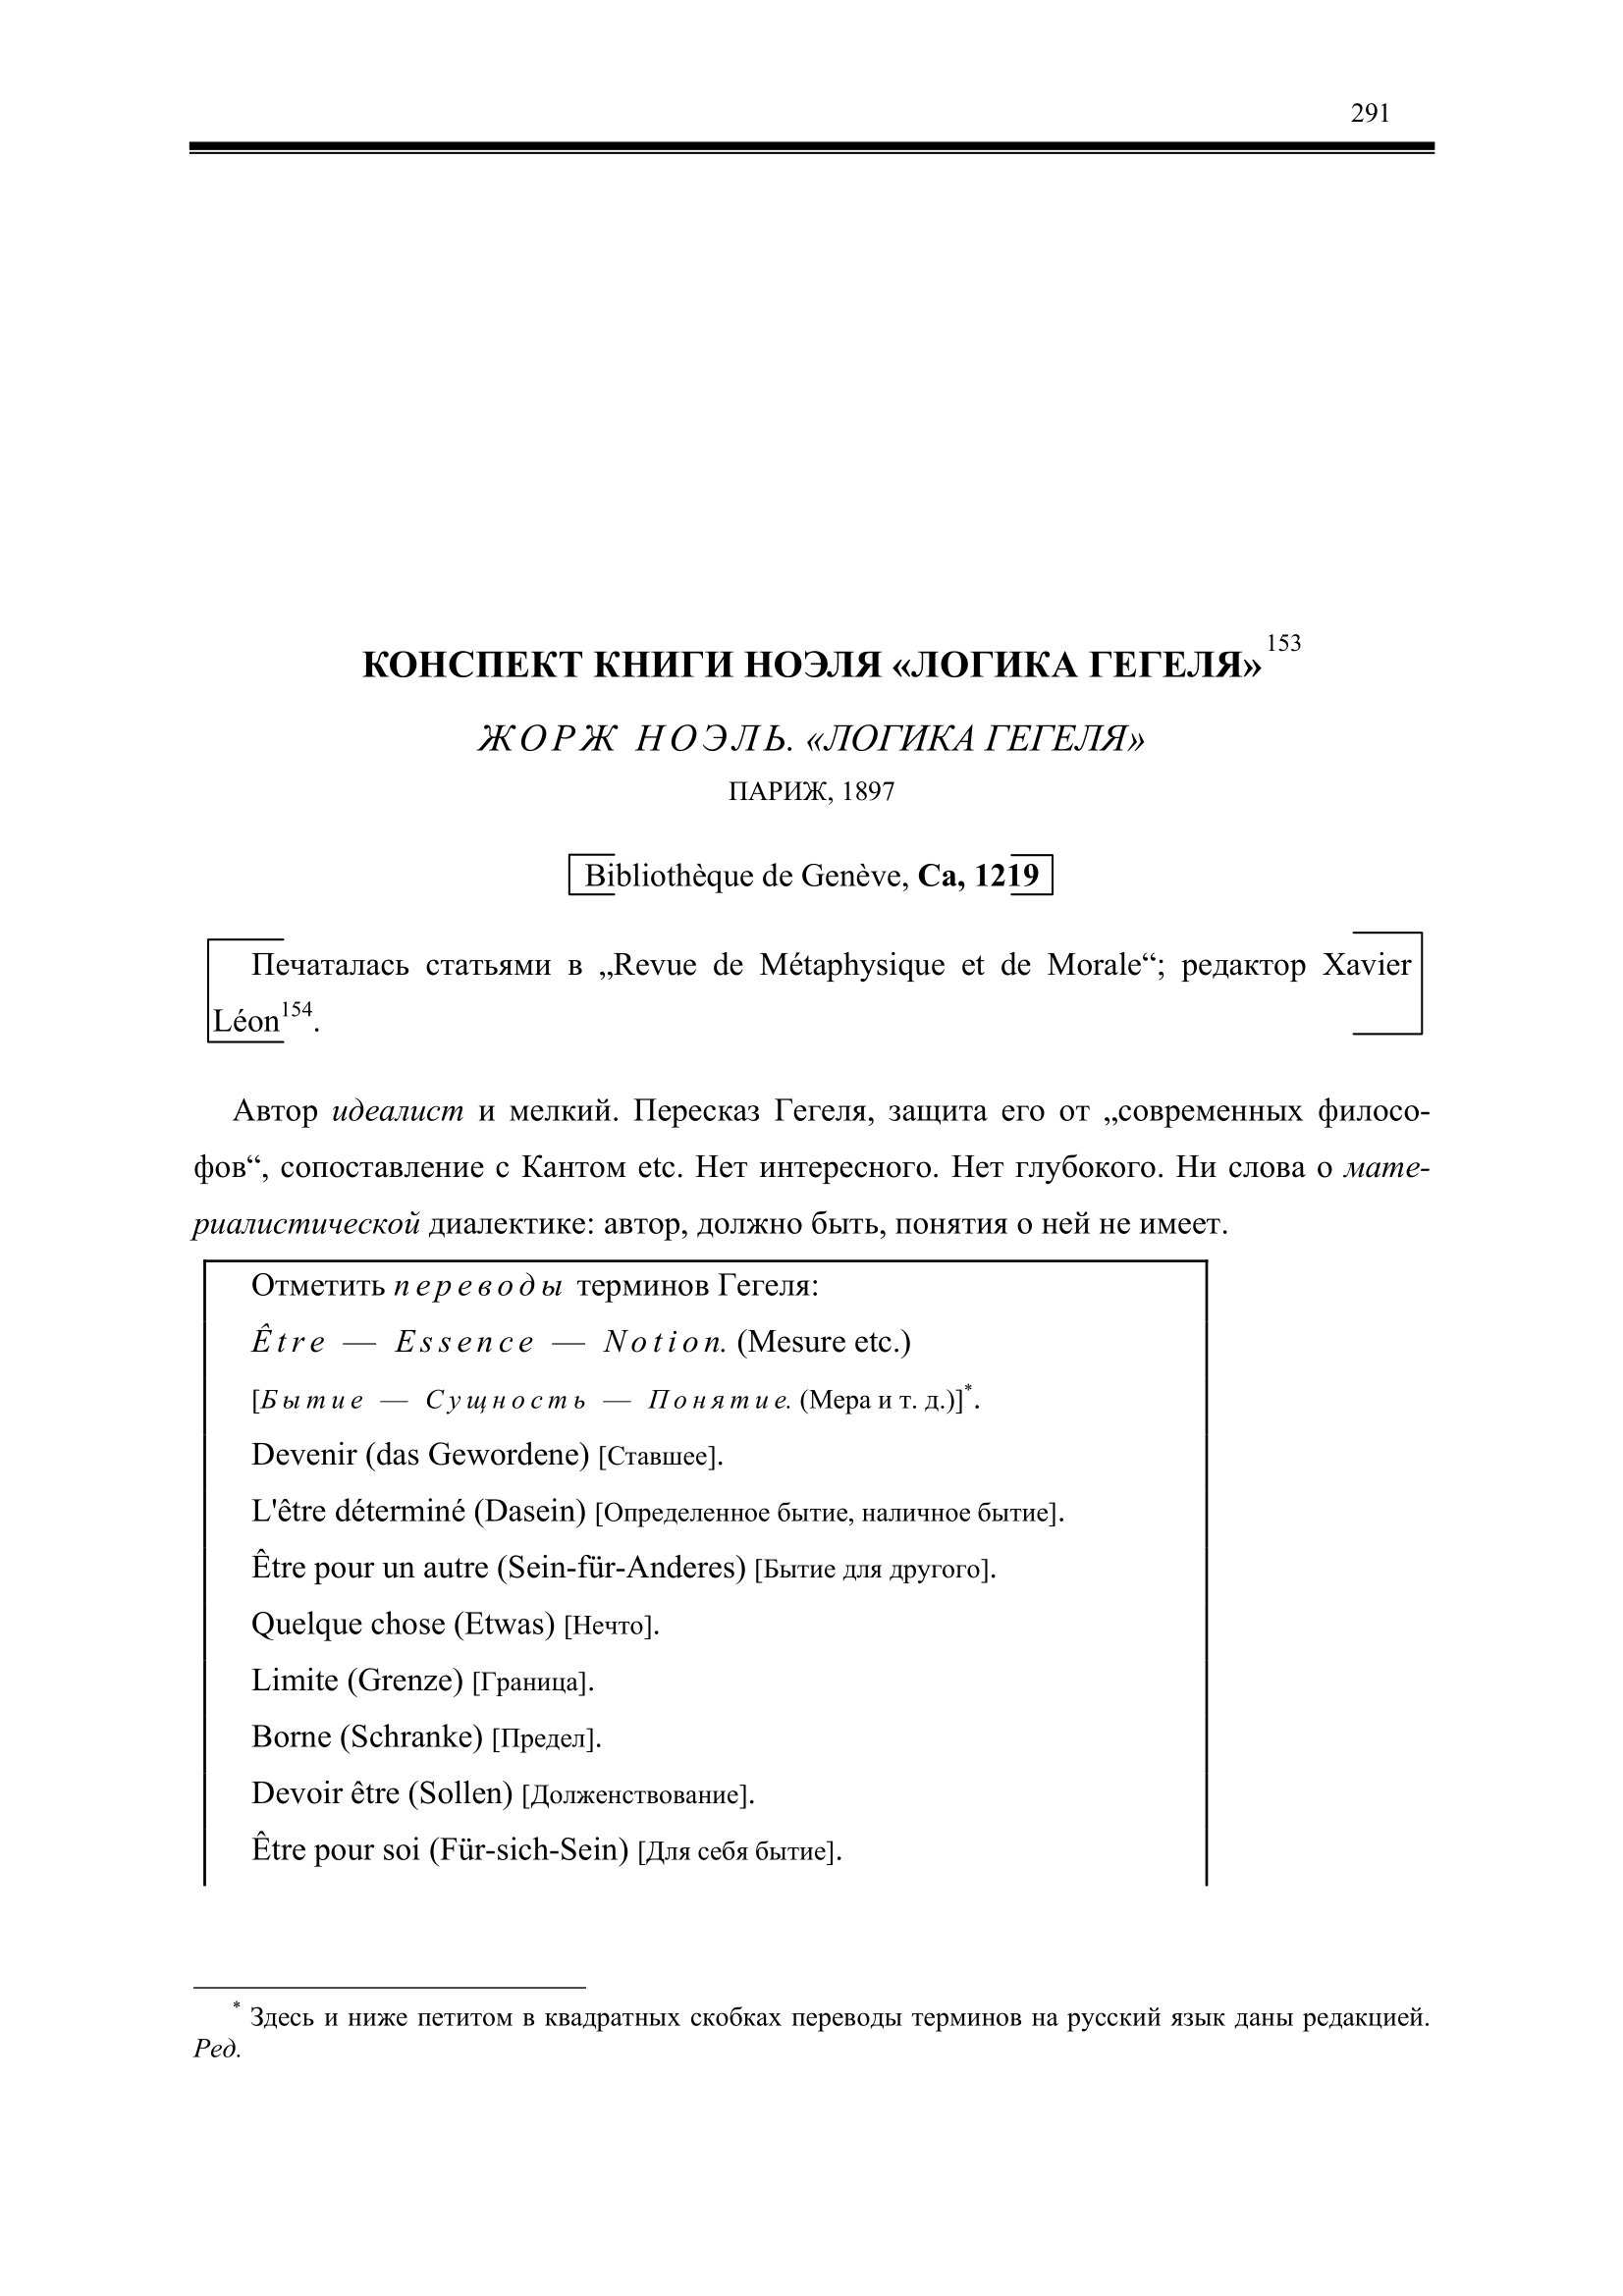 291
КОНСПЕКТ КНИГИ НОЭЛЯ «ЛОГИКА ГЕГЕЛЯ»153
ЖОРЖ НОЭЛЬ. «ЛОГИКА ГЕГЕЛЯ»
ПАРИЖ, 1897
Bibliothèque de Genève, Ca, 1219
Печаталась статьями в „Revue de Métaphysique et de Morale“; редактор Xavier
Léon154.
Автор идеалист и мелкий. Пересказ Гегеля, защита его от „современных филосо-
фов“, сопоставление с Кантом etc. Нет интересного. Нет глубокого. Ни слова о мате-
риалистической диалектике: автор, должно быть, понятия о ней не имеет.
Отметить переводы терминов Гегеля:
Être — Essence — Notion. (Mesure etc.)
[Бытие — Сущность — Понятие. (Мера и т. д.)]*.
Devenir (das Gewordene) [Ставшее].
L'être déterminé (Dasein) [Определенное бытие, наличное бытие].
Être pour un autre (Sein-für-Anderes) [Бытие для другого].
Quelque chose (Etwas) [Нечто].
Limite (Grenze) [Граница].
Borne (Schranke) [Предел].
Devoir être (Sollen) [Долженствование].
Être pour soi (Für-sich-Sein) [Для себя бытие].
* Здесь и ниже петитом в квадратных скобках переводы терминов на русский язык даны редакцией.
Ред.